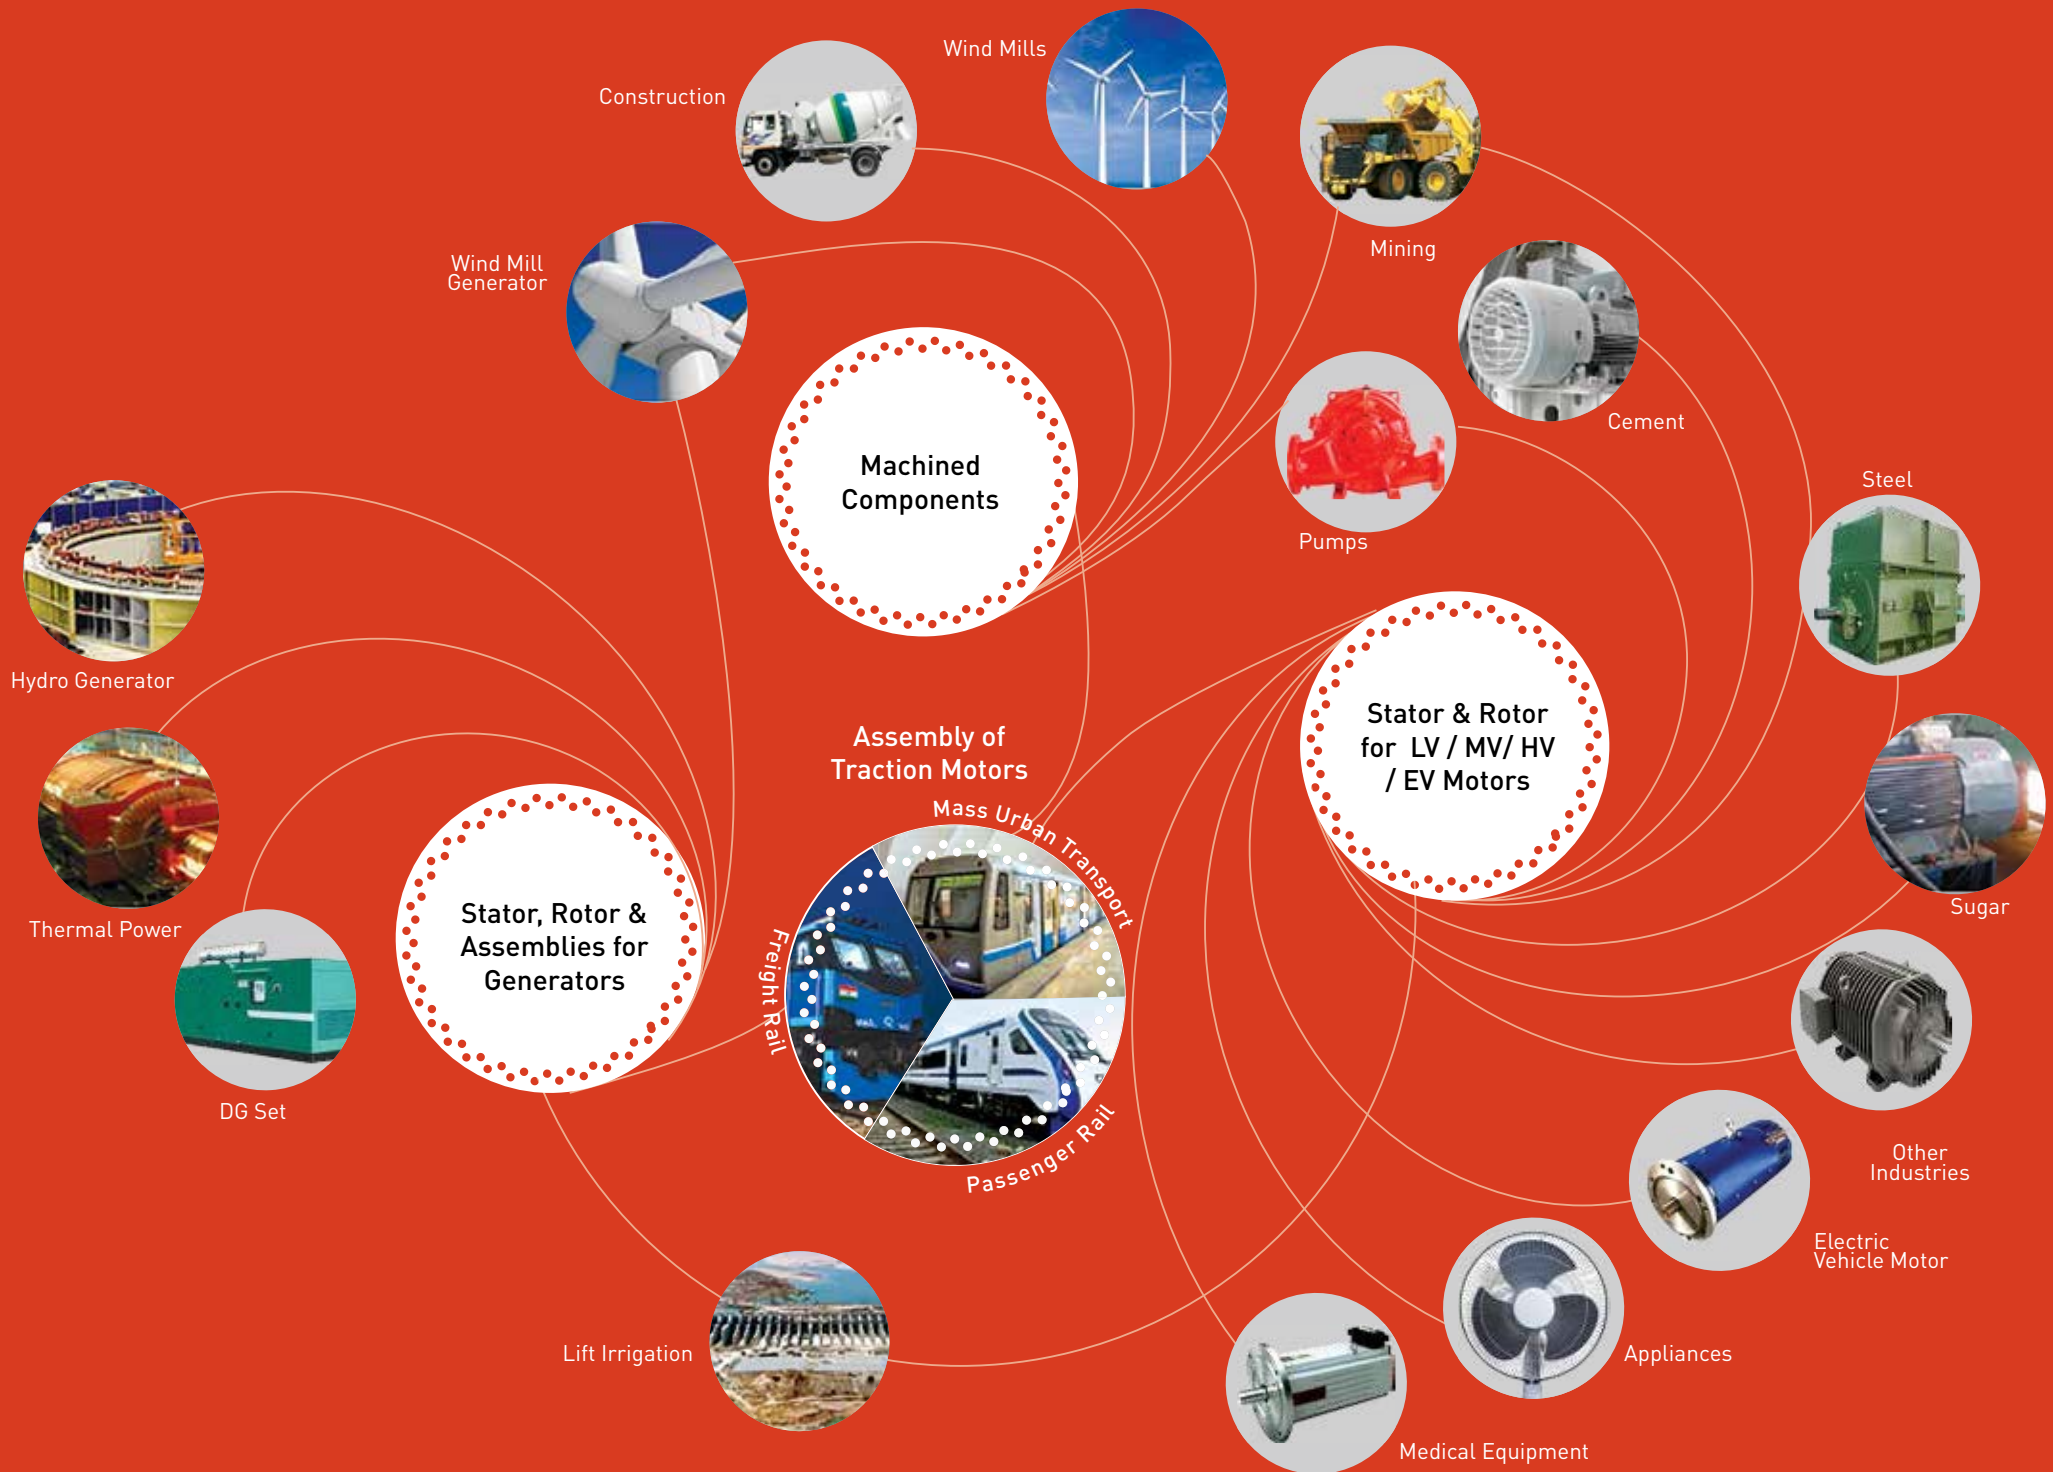 Wind Mills
Construction
Mining
Wind Mill
Generator
Cement
Machined
Components
Pumps
Steel
Hydro Generator
Stator & Rotor
for LV / MV/ HV
/ EV Motors
Assembly of
Traction Motors
Mass Urban Transport
Freight Rail
Passenger Rail
Thermal Power
Stator, Rotor &
Assemblies for
Generators
Sugar
DG Set
Other
Industries
Electric
Vehicle Motor
Lift Irrigation
Appliances
Medical Equipment